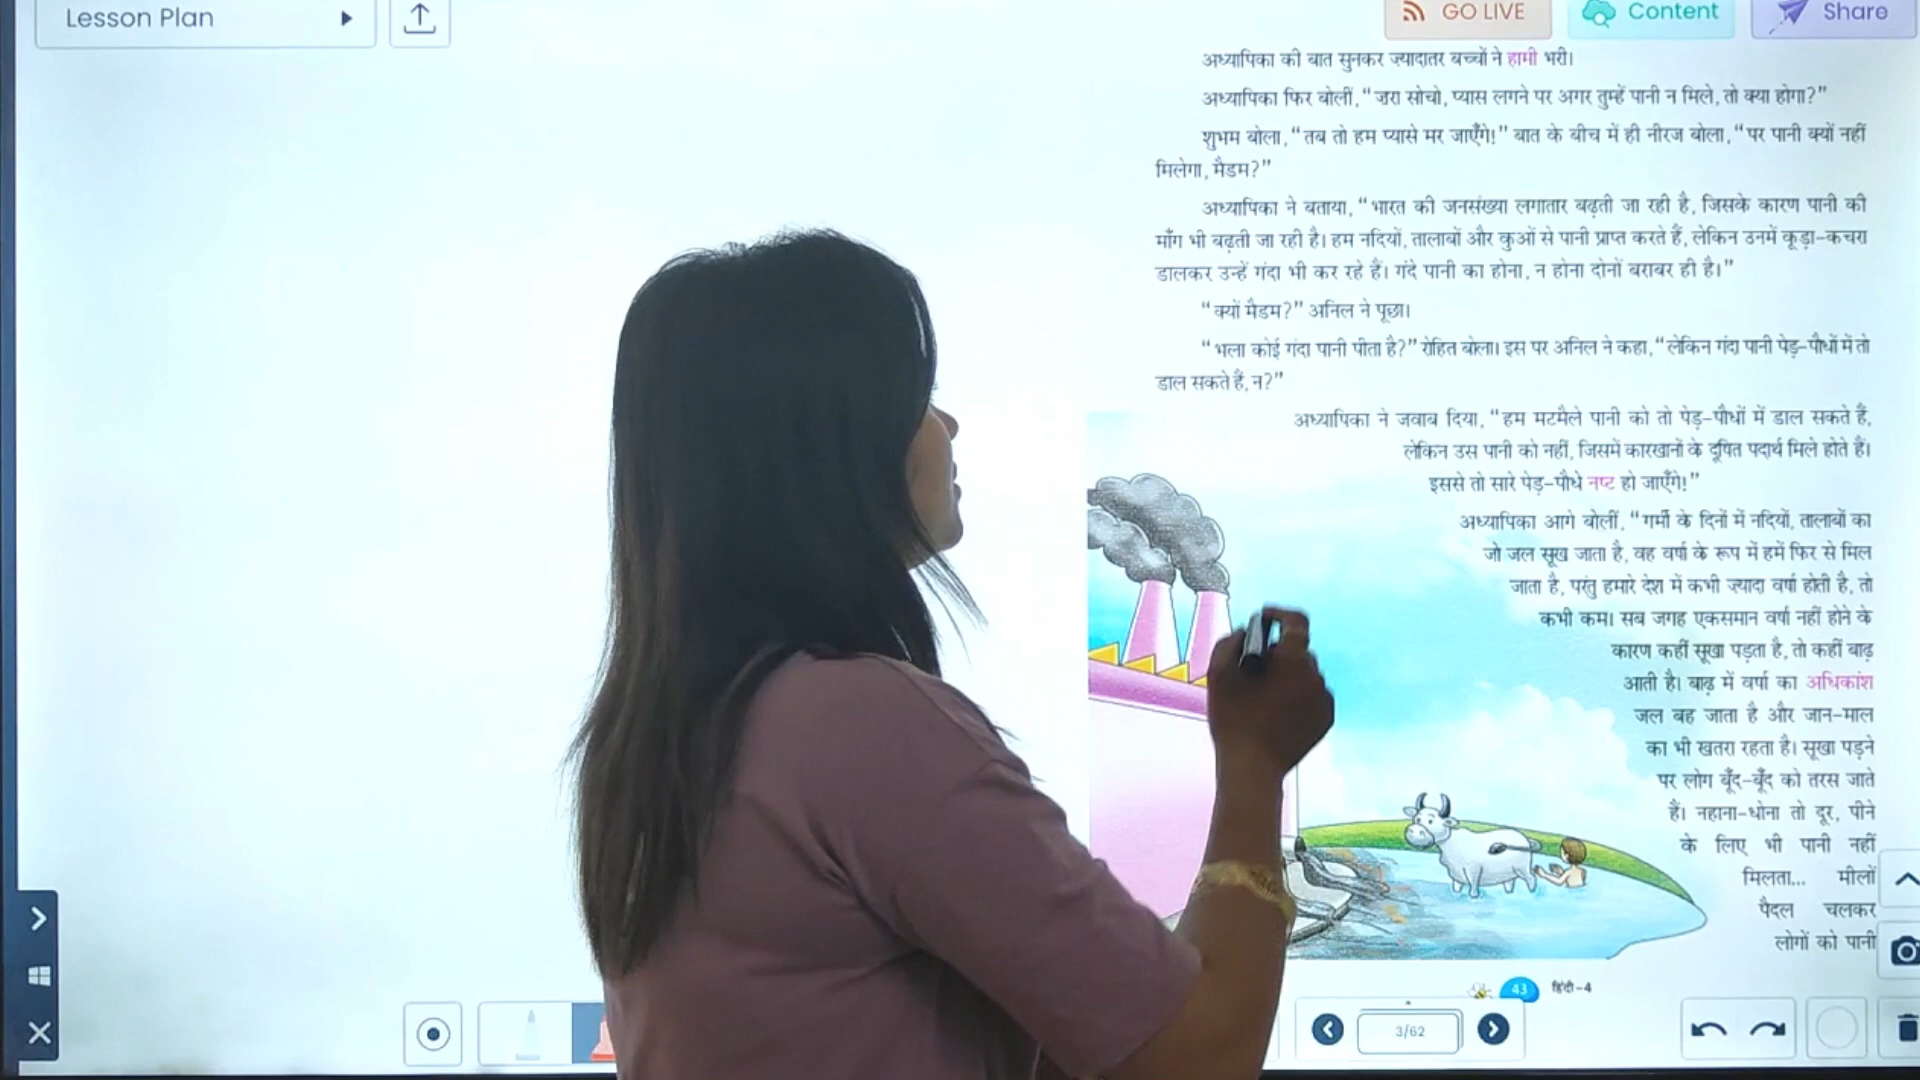 Lesson Plan
GO LIVE
Content
Share
अध्यापिका की बात सुनकर ज़्यादातर बच्चों ने हामी भरी।
अध्यापिका फिर बोलीं, “ज़रा सोचो, प्यास लगने पर अगर तुम्हें पानी न मिले, तो क्या होगा?”
शुभम बोला, “तब तो हम प्यासे मर जाएँगे!” बात के बीच में ही नीरज बोला, “पर पानी क्यों नहीं
मिलेगा, मैडम?”
अध्यापिका ने बताया, “भारत की जनसंख्या लगातार बढ़ती जा रही है, जिसके कारण पानी की
माँग भी बढ़ती जा रही है। हम नदियों, तालाबों और कुओं से पानी प्राप्त करते हैं, लेकिन उनमें कूड़ा-कचरा
डालकर उन्हें गंदा भी कर रहे हैं। गंदे पानी का होना, न होना दोनों बराबर ही है।”
“क्यों मैडम?” अनिल ने पूछा।
“भला कोई गंदा पानी पीता है?” रोहित बोला। इस पर अनिल ने कहा, “लेकिन गंदा पानी पेड़-पौधों में तो
डाल सकते हैं, न?”
अध्यापिका ने जवाब दिया, “हम मटमैले पानी को तो पेड़-पौधों में डाल सकते हैं,
लेकिन उस पानी को नहीं, जिसमें कारखानों के दूषित पदार्थ मिले होते हैं।
इससे तो सारे पेड़-पौधे नष्ट हो जाएँगे!”
अध्यापिका आगे बोलीं, “गर्मी के दिनों में नदियों, तालाबों का
जो जल सूख जाता है, वह वर्षा के रूप में हमें फिर से मिल
जाता है, परंतु हमारे देश में कभी ज्यादा वर्षा होती है, तो
कभी कम। सब जगह एकसमान वर्षा नहीं होने के
कारण कहीं सूखा पड़ता है, तो कहीं बाढ़
आती है। बाढ़ में वर्षा का अधिकांश
जल बह जाता है और जान-माल
का भी खतरा रहता है। सूखा पड़ने
पर लोग बूँद-बूँद को तरस जाते
हैं। नहाना-धोना तो दूर, पीने
के लिए भी पानी नहीं
मिलता... मीलों
पैदल चलकर
लोगों को पानी
43 हिंदी-4
3/62